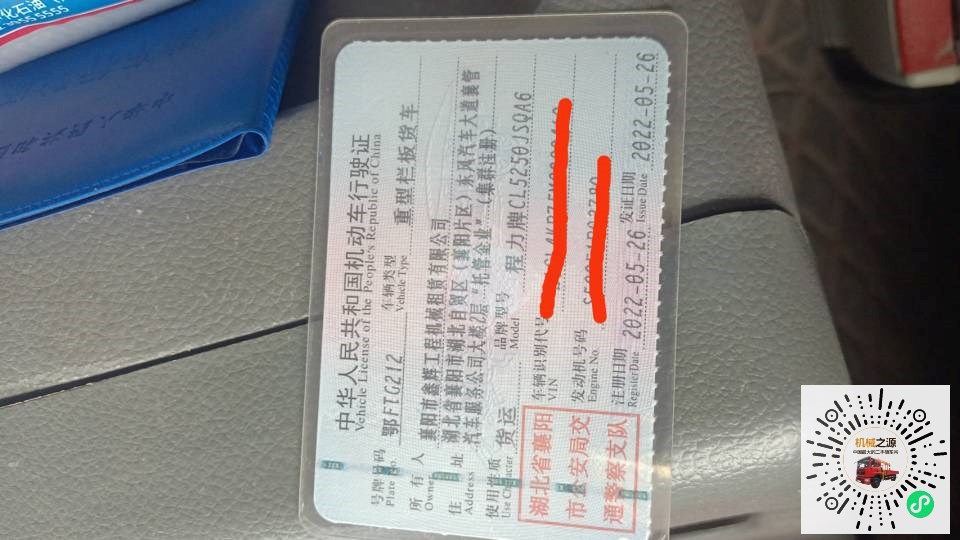 中华人民共和国机动车行驶证
Vehicle License of the People's Republic of China
号牌号码 鄂FTG212 车辆类型 重型栏板货车
Plate No. Vehicle Type
所有人 襄阳市鑫辉工程机械租赁有限公司
Owner
住址 湖北省襄阳市湖北自贸区(襄阳片区)东风汽车大道襄管
Address 汽车服务公司大楼2层“托管企业”(集群注册)
使用性质 货运 品牌型号 程力牌CL5250JSQA6
Use Character Model
湖北省襄阳
市公安局交
通警察支队
车辆识别代号
VIN
发动机号码
Engine No.
注册日期 2022-05-26 发证日期 2022-05-26
Register Date Issue Date
化石油
机械之源